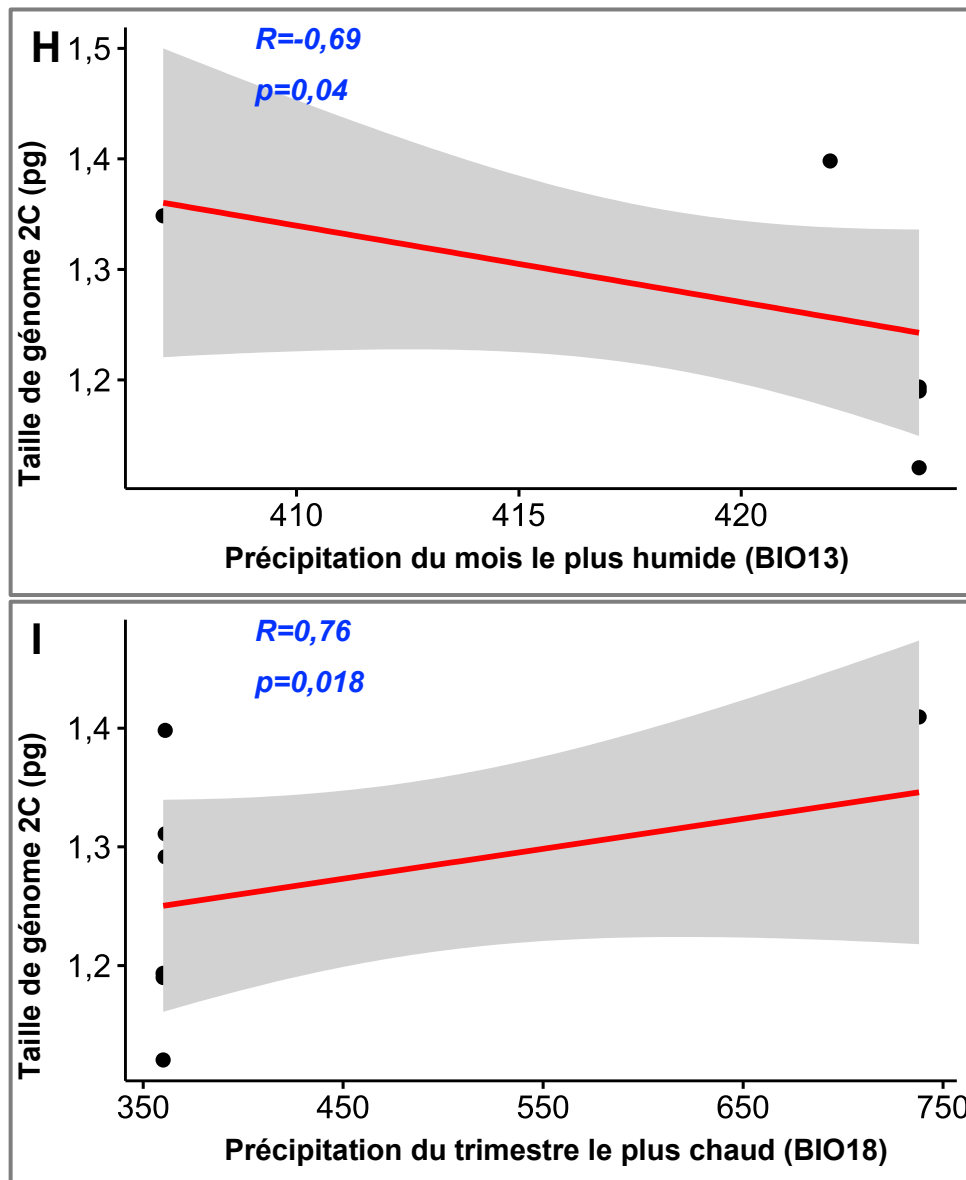 H
R=-0,69
p=0,04
1,5
1,4
1,3
1,2
Taille de génome 2C (pg)
410 415 420
Précipitation du mois le plus humide (BIO13)
I
R=0,76
p=0,018
1,4
1,3
1,2
Taille de génome 2C (pg)
350 450 550 650 750
Précipitation du trimestre le plus chaud (BIO18)